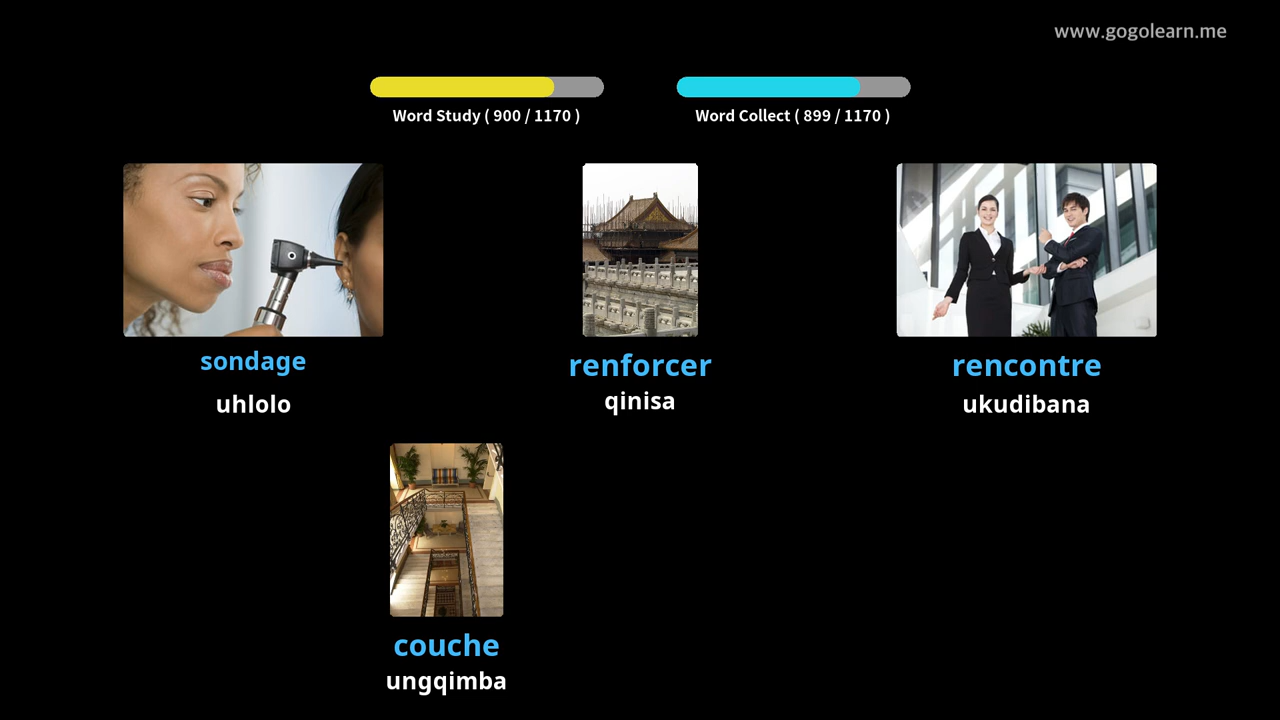 www.gogolearn.me
Word Study ( 900 / 1170 )
Word Collect ( 899 / 1170 )
sondage
uhlolo
renforcer
qinisa
rencontre
ukudibana
couche
ungqimba